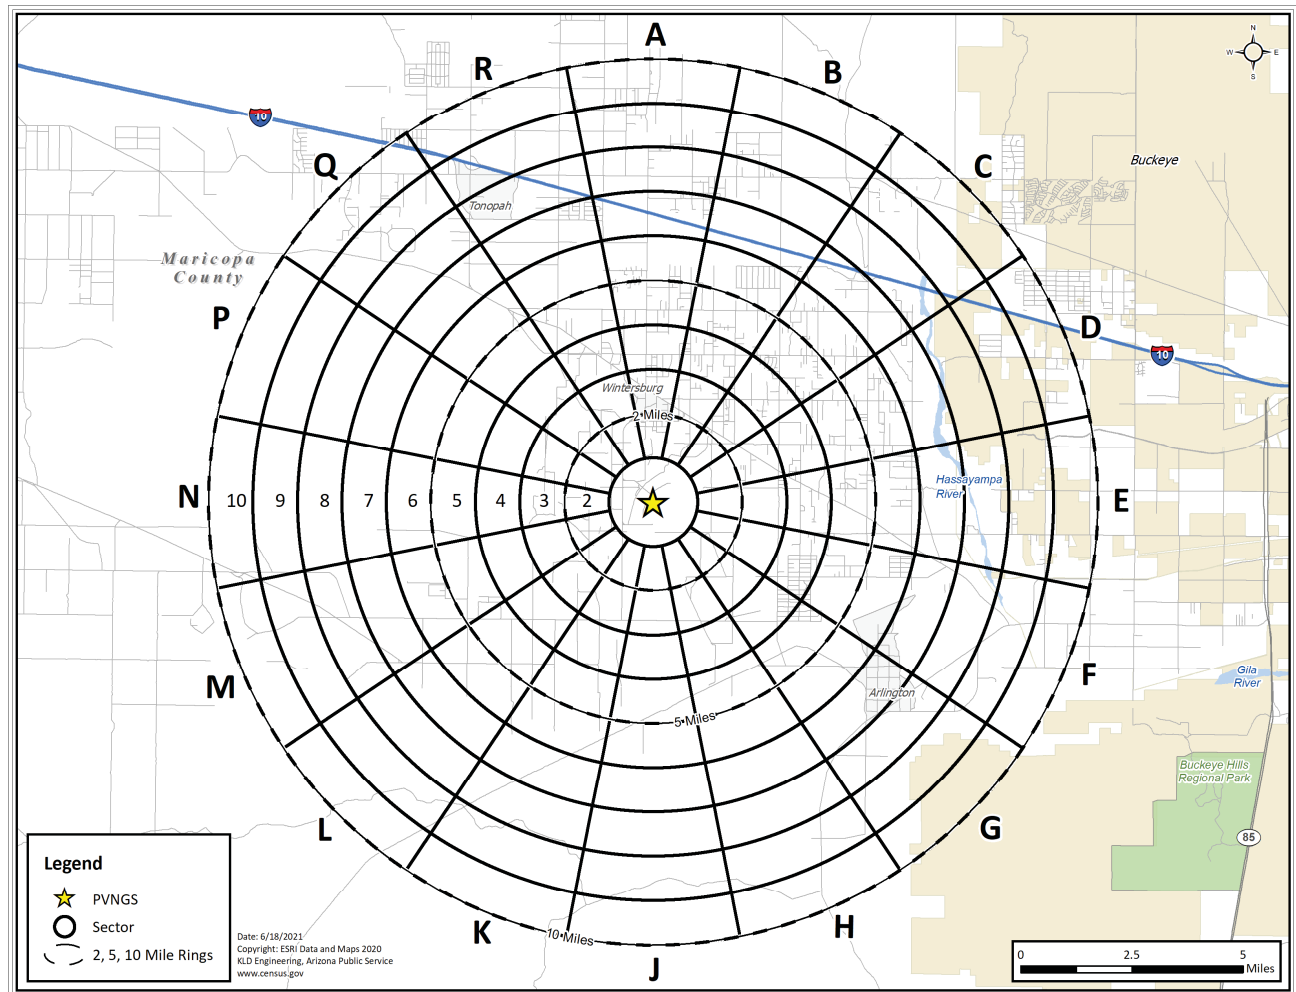 A
N
W E
S
R
B
10
Buckeye
Q
C
Tonopah
Maricopa
County
P
D
10
Wintersburg
2 Miles
N
10 9 8 7 6 5 4 3 2
Hassayampa
River
E
M
F
Gila
River
Arlington
5 Miles
Buckeye Hills
Regional Park
L
G
85
Legend
PVNGS
Sector
2, 5, 10 Mile Rings
K
H
10 Miles
J
Date: 6/18/2021
Copyright: ESRI Data and Maps 2020
KLD Engineering, Arizona Public Service
www.census.gov
0 2.5 5
Miles